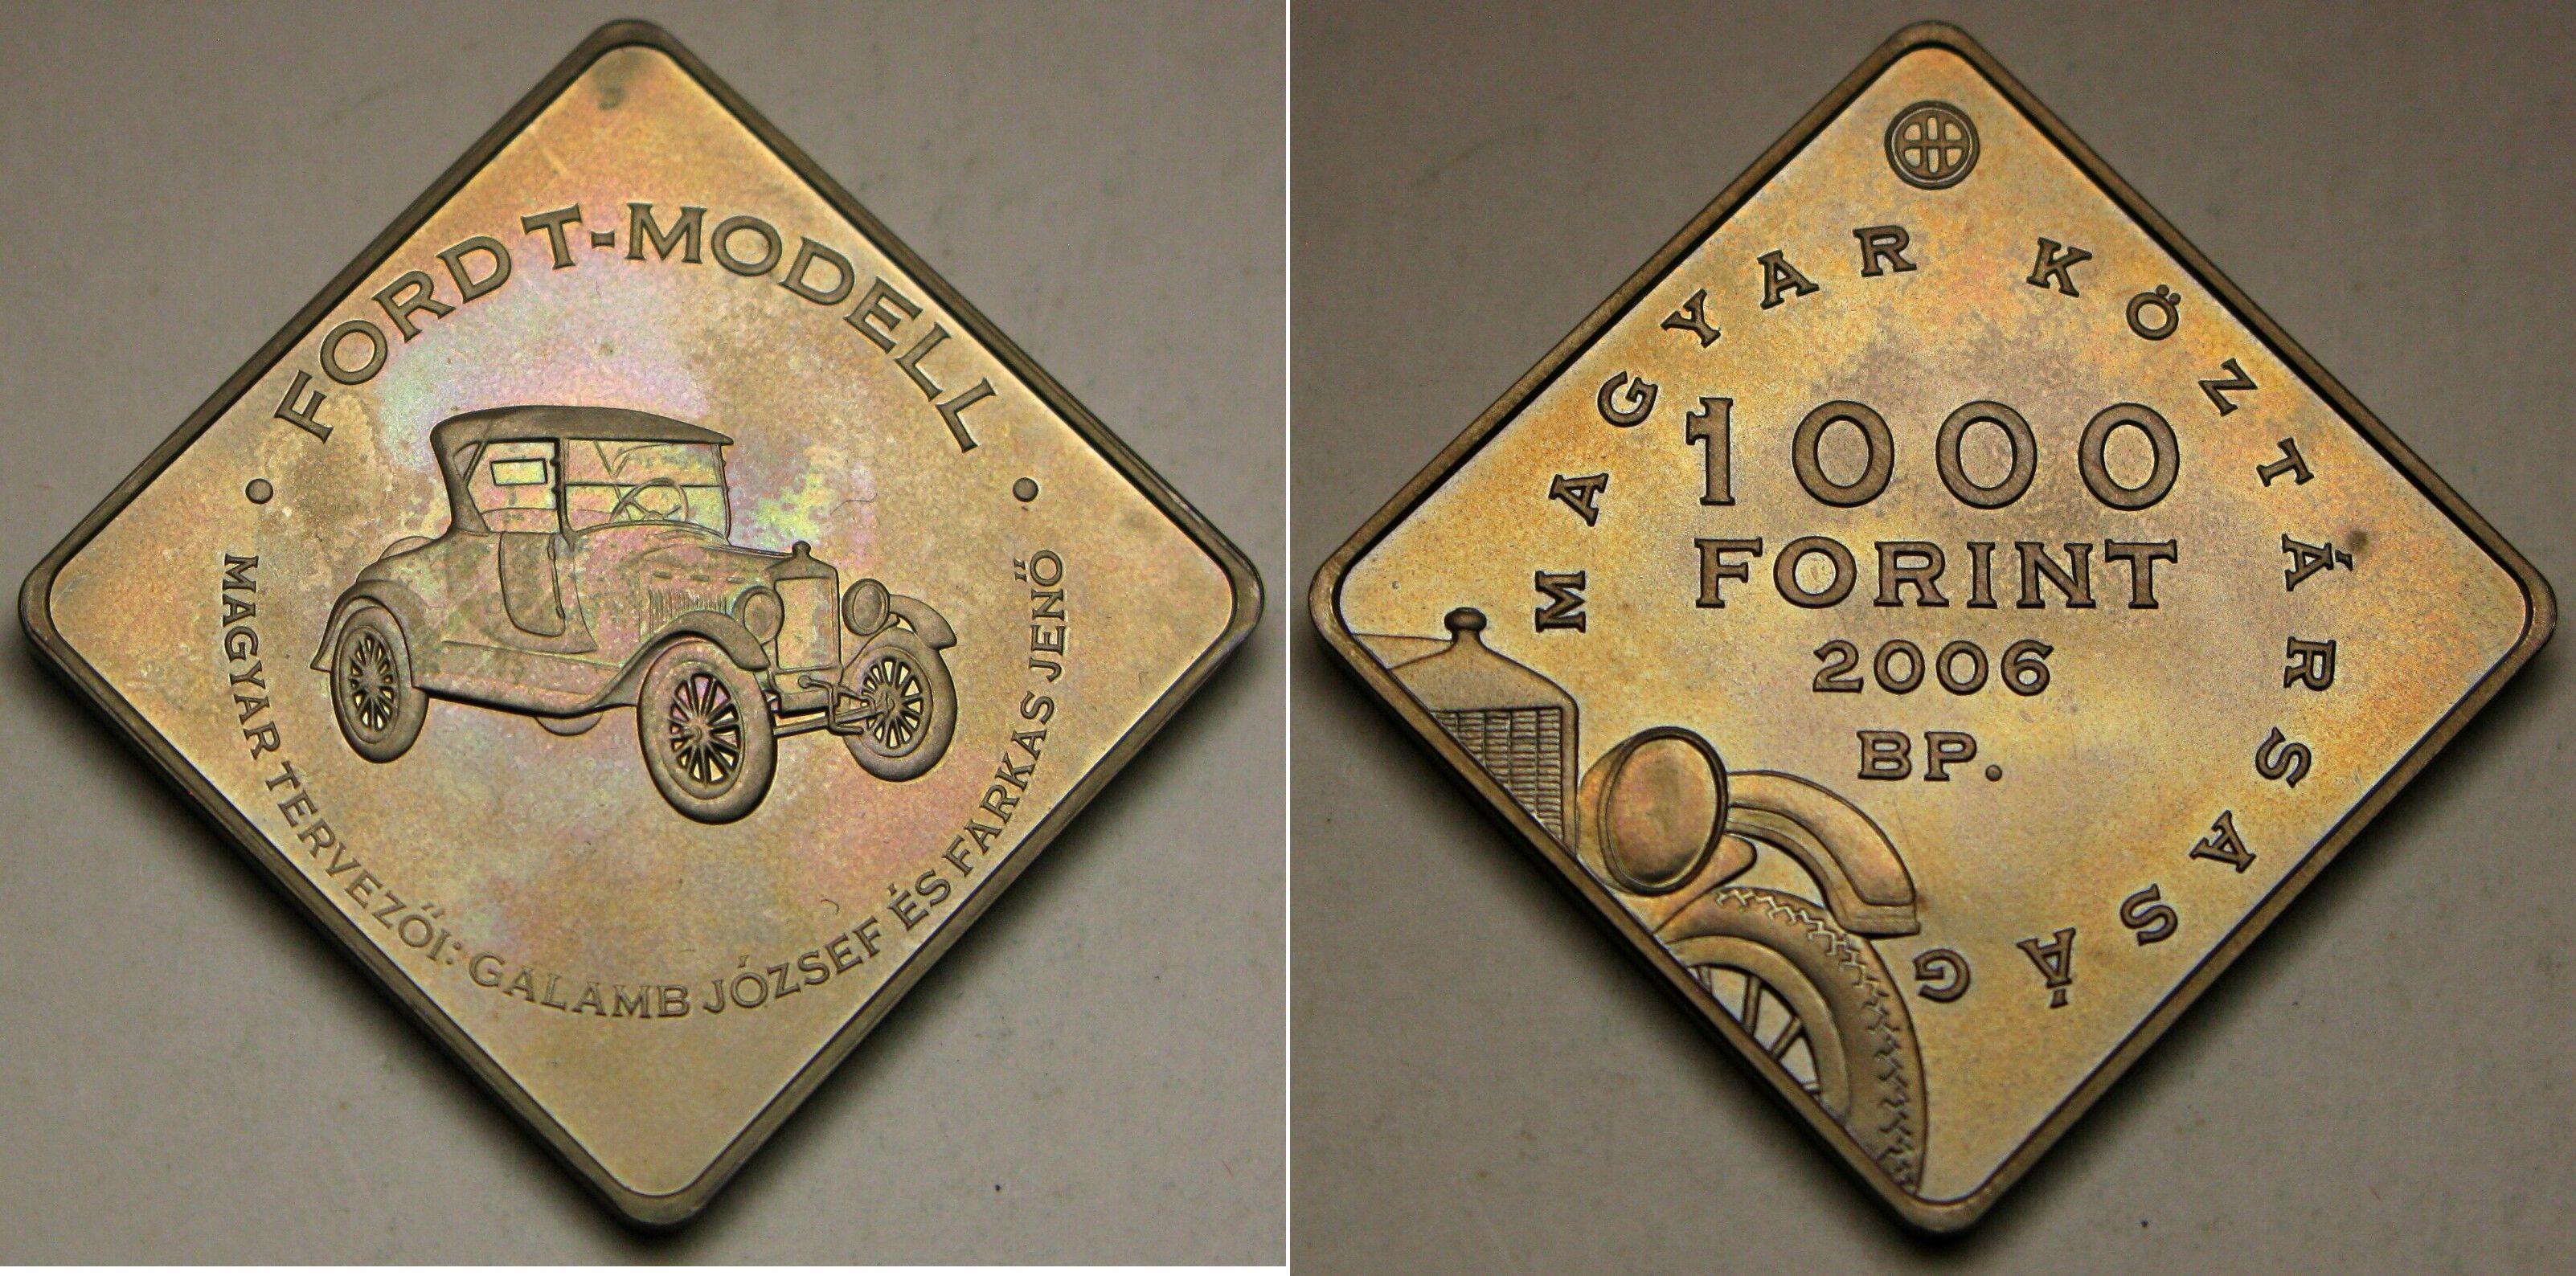 FORD T-MODELL
MAGYAR TERVEZŐI: GALAMB JÓZSEF ÉS FARKAS JENŐ
MAGYAR KÖZTÁRSASÁG
1000
FORINT
2006
BP.